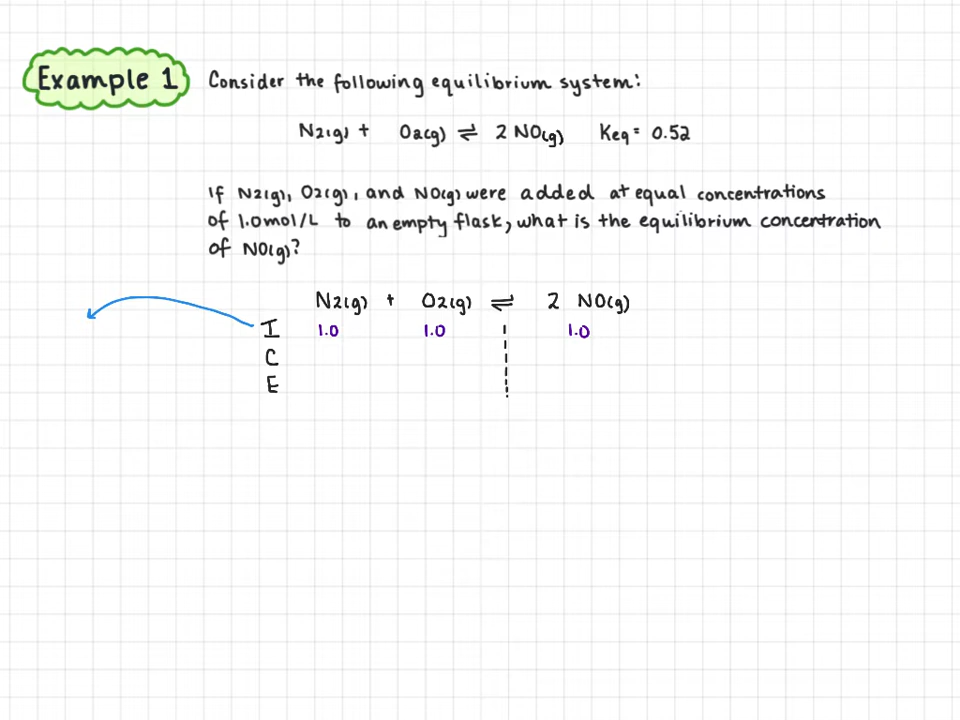 Example 1 Consider the following equilibrium system:
N2(g) + O2(g) ⇌ 2 NO(g) Keq = 0.52
If N2(g), O2(g), and NO(g) were added at equal concentrations
of 1.0mol/L to an empty flask, what is the equilibrium concentration
of NO(g)?
N2(g) + O2(g) ⇌ 2 NO(g)
I 1.0 1.0 1.0
C
E